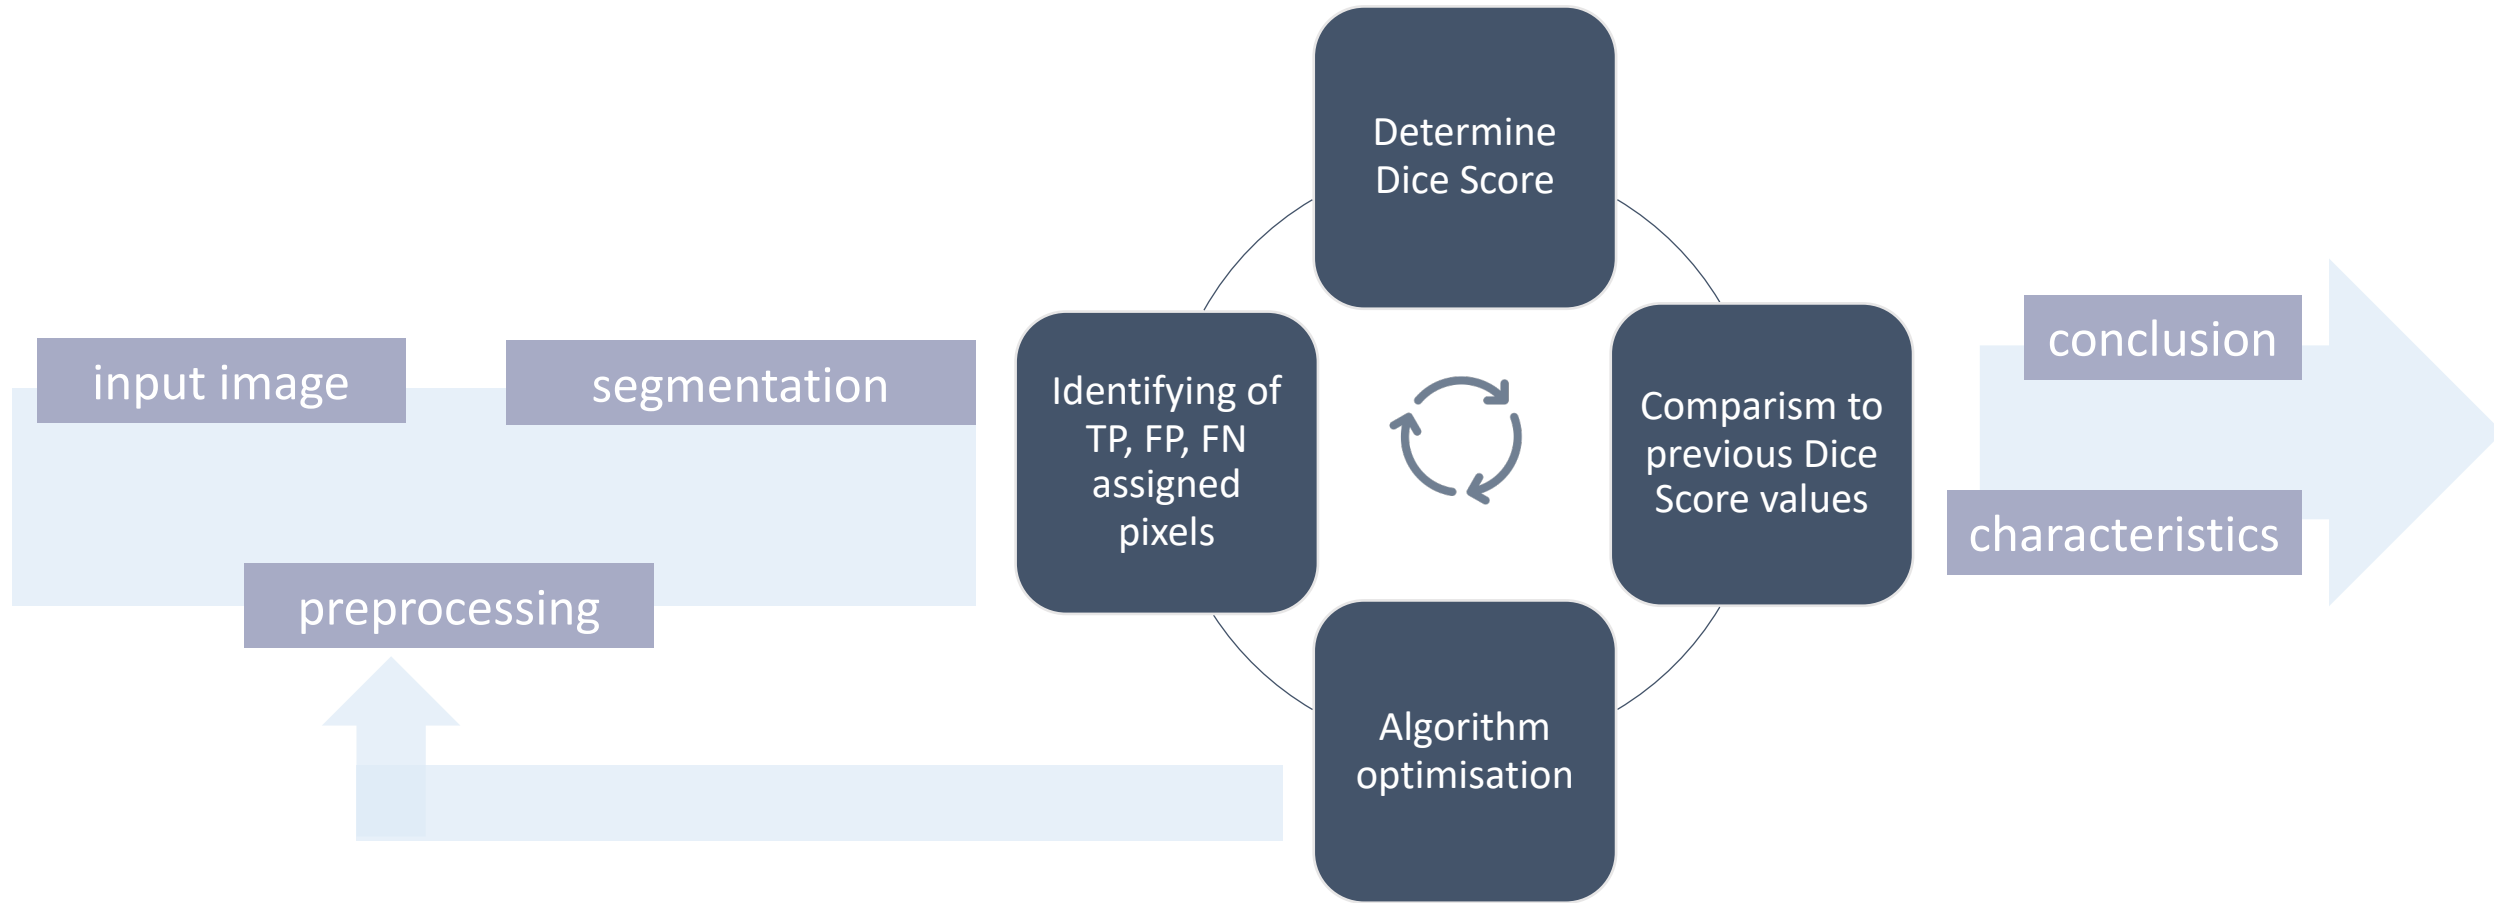 input image
segmentation
preprocessing
Identifying of
TP, FP, FN
assigned
pixels
Determine
Dice Score
Comparism to
previous Dice
Score values
Algorithm
optimisation
conclusion
characteristics